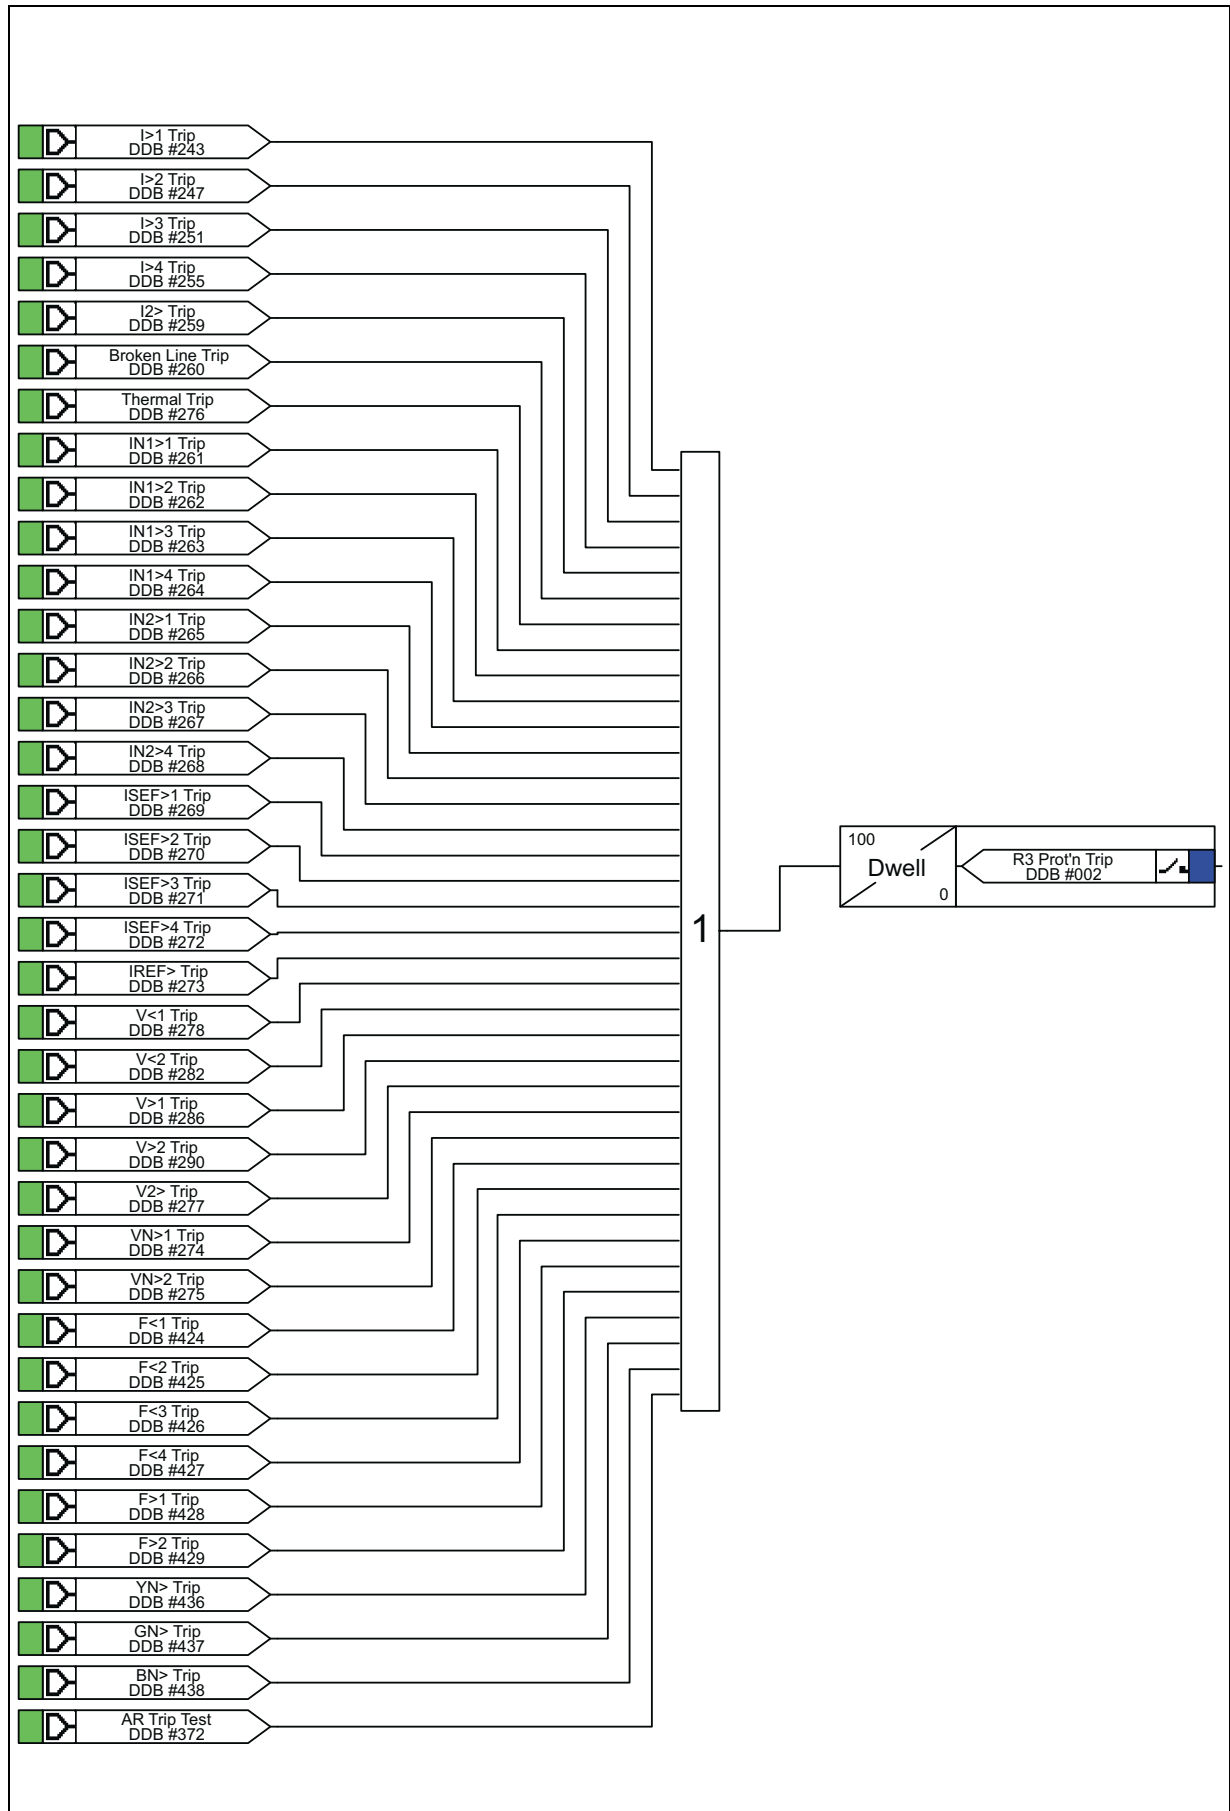 I>1 Trip
DDB #243
I>2 Trip
DDB #247
I>3 Trip
DDB #251
I>4 Trip
DDB #255
I2> Trip
DDB #259
Broken Line Trip
DDB #260
Thermal Trip
DDB #276
IN1>1 Trip
DDB #261
IN1>2 Trip
DDB #262
IN1>3 Trip
DDB #263
IN1>4 Trip
DDB #264
IN2>1 Trip
DDB #265
IN2>2 Trip
DDB #266
IN2>3 Trip
DDB #267
IN2>4 Trip
DDB #268
ISEF>1 Trip
DDB #269
ISEF>2 Trip
DDB #270
ISEF>3 Trip
DDB #271
ISEF>4 Trip
DDB #272
IREF> Trip
DDB #273
V<1 Trip
DDB #278
V<2 Trip
DDB #282
V>1 Trip
DDB #286
V>2 Trip
DDB #290
V2> Trip
DDB #277
VN>1 Trip
DDB #274
VN>2 Trip
DDB #275
F<1 Trip
DDB #424
F<2 Trip
DDB #425
F<3 Trip
DDB #426
F<4 Trip
DDB #427
F>1 Trip
DDB #428
F>2 Trip
DDB #429
YN> Trip
DDB #436
GN> Trip
DDB #437
BN> Trip
DDB #438
AR Trip Test
DDB #372
1
100
Dwell
0
R3 Prot'n Trip
DDB #002